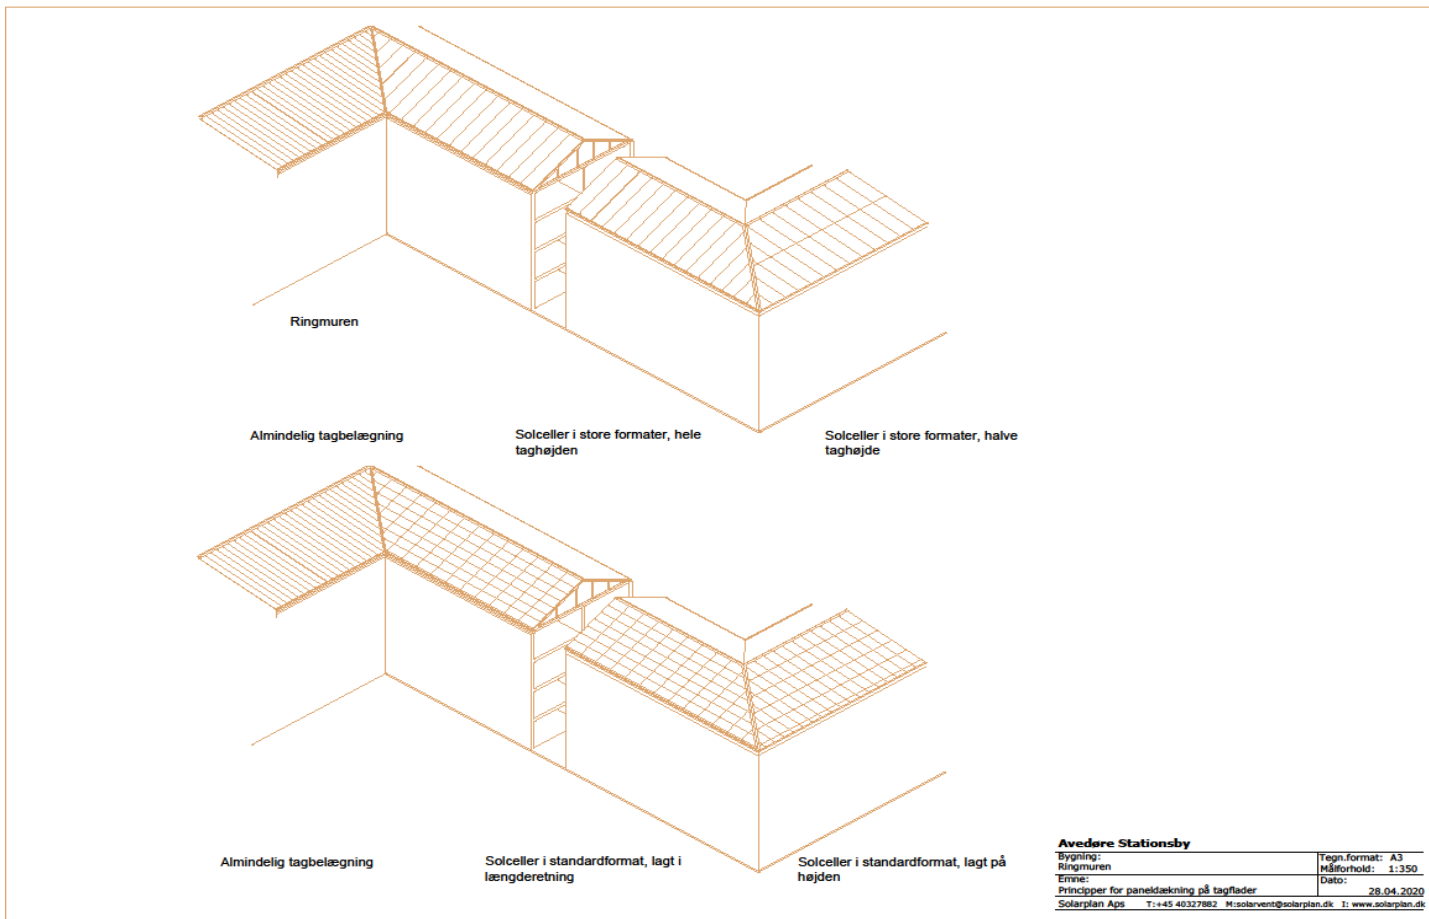 Ringmuren
Almindelig tagbelægning
Solceller i store formater, hele
taghøjden
Solceller i store formater, halve
taghøjde
Almindelig tagbelægning
Solceller i standardformat, lagt i
længderetning
Solceller i standardformat, lagt på
højden
Avedøre Stationsby
Bygning:
Ringmuren
Tegn.format: A3
Målforhold: 1:350
Emne:
Principper for paneldækning på tagflader
Dato:
28.04.2020
Solarplan Aps T:+45 40327882 M:solarvent@solarplan.dk I: www.solarplan.dk